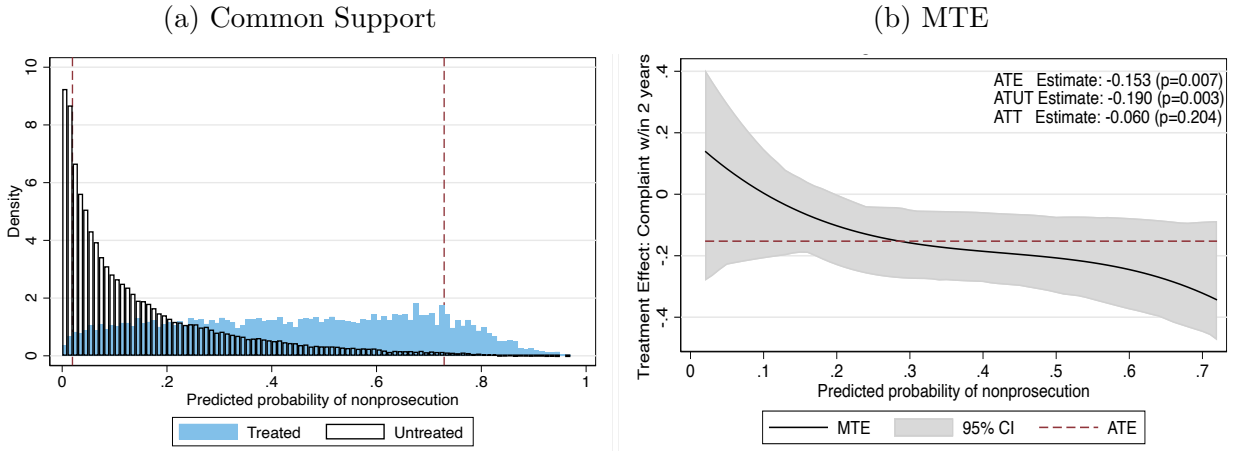 (a) Common Support
10
8
6
4
2
0
Density
0
.2
.4
.6
.8
1
Predicted probability of nonprosecution
Treated
Untreated
(b) MTE
ATE Estimate: -0.153 (p=0.007)
ATUT Estimate: -0.190 (p=0.003)
ATT Estimate: -0.060 (p=0.204)
.4
.2
0
-.2
-.4
Treatment Effect: Complaint w/in 2 years
0
.1
.2
.3
.4
.5
.6
.7
Predicted probability of nonprosecution
MTE
95% CI
ATE